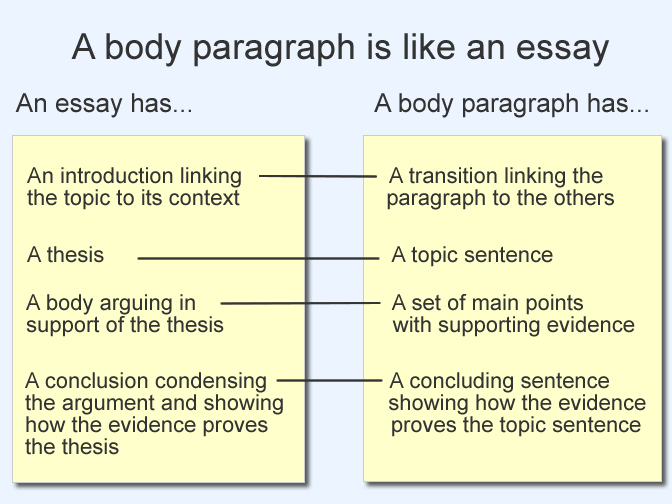 A body paragraph is like an essay
An essay has...
A body paragraph has...
An introduction linking
the topic to its context
A transition linking the
paragraph to the others
A thesis
A topic sentence
A body arguing in
support of the thesis
A set of main points
with supporting evidence
A conclusion condensing
the argument and showing
how the evidence proves
the thesis
A concluding sentence
showing how the evidence
proves the topic sentence